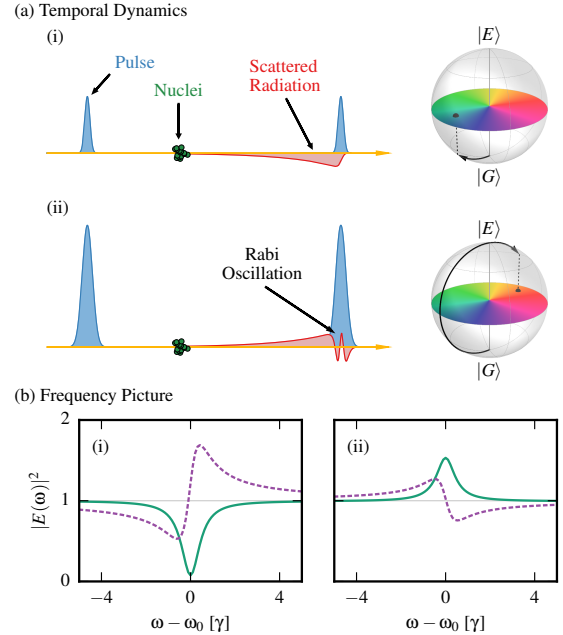 (a) Temporal Dynamics
(i)
Pulse
Nuclei
Scattered
Radiation
|E⟩
|G⟩
(ii)
Rabi
Oscillation
|E⟩
|G⟩
(b) Frequency Picture
|E(ω)|²
2
1
0
(i)
−4
0
4
ω − ω₀ [γ]
(ii)
−4
0
4
ω − ω₀ [γ]